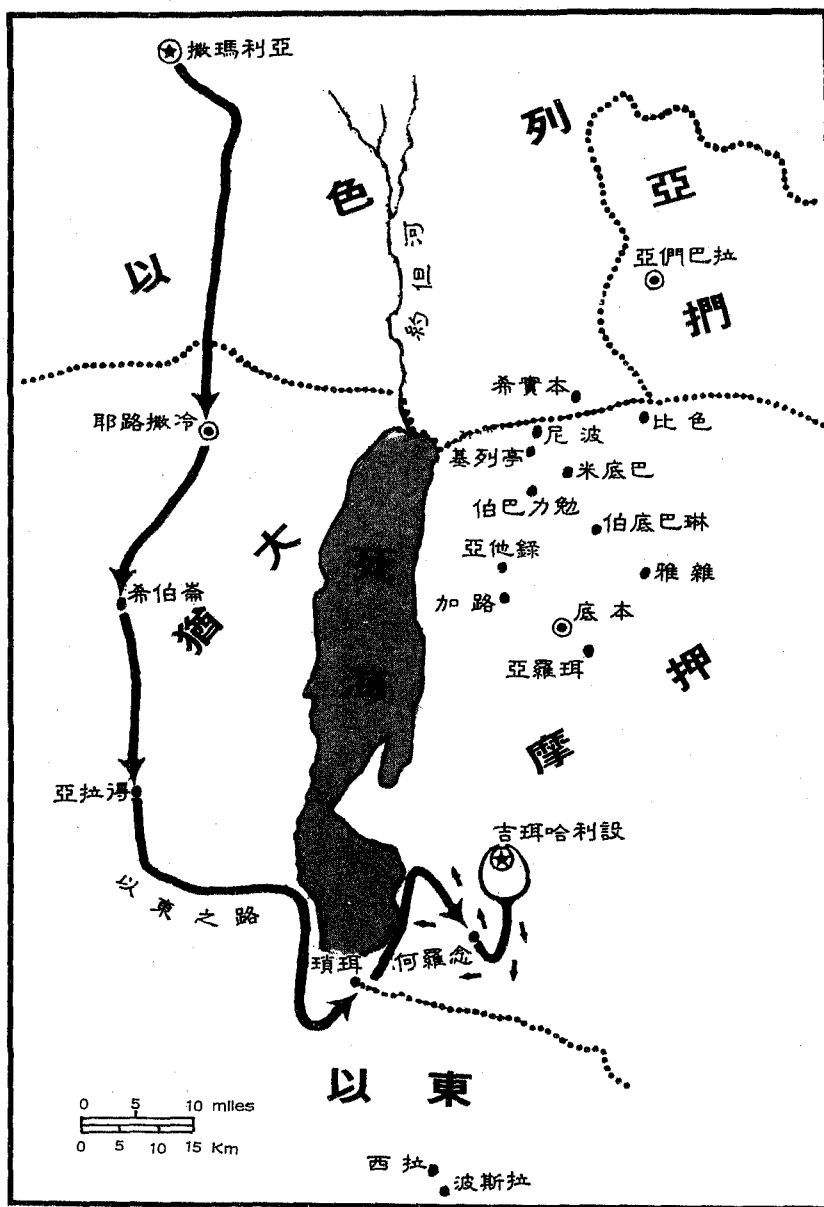 撒瑪利亞
以色列
亞捫
約但河
亞們巴拉
希實本
比色
耶路撒冷
尼波
基列亭
米底巴
伯巴力勉
伯底巴琳
猶大
死海
亞他錄
雅雜
希伯崙
加路
底本
亞羅珥
摩押
亞拉得
吉珥哈利設
以東之路
瑣珥
何羅念
以東
0 5 10 miles
0 5 10 15 Km
西拉
波斯拉